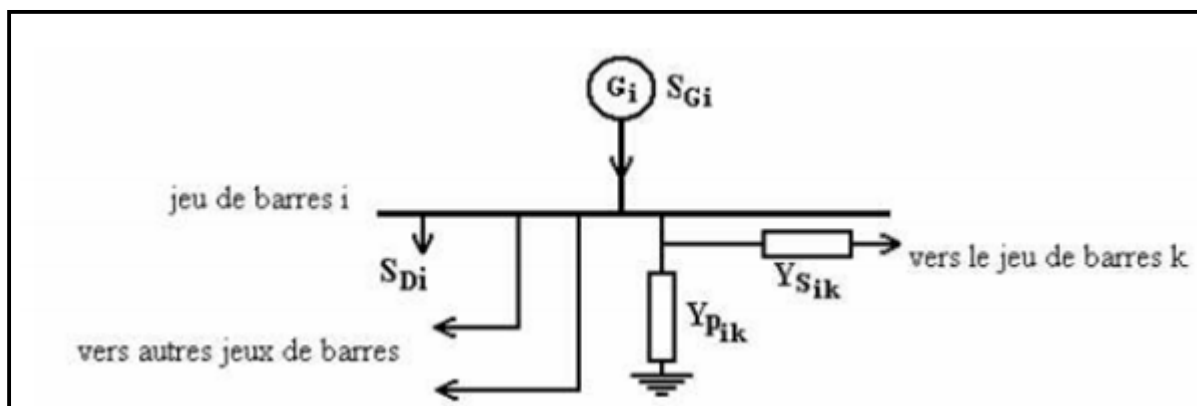 Gi SGi
jeu de barres i
SDi
YSik
vers le jeu de barres k
Ypik
vers autres jeux de barres